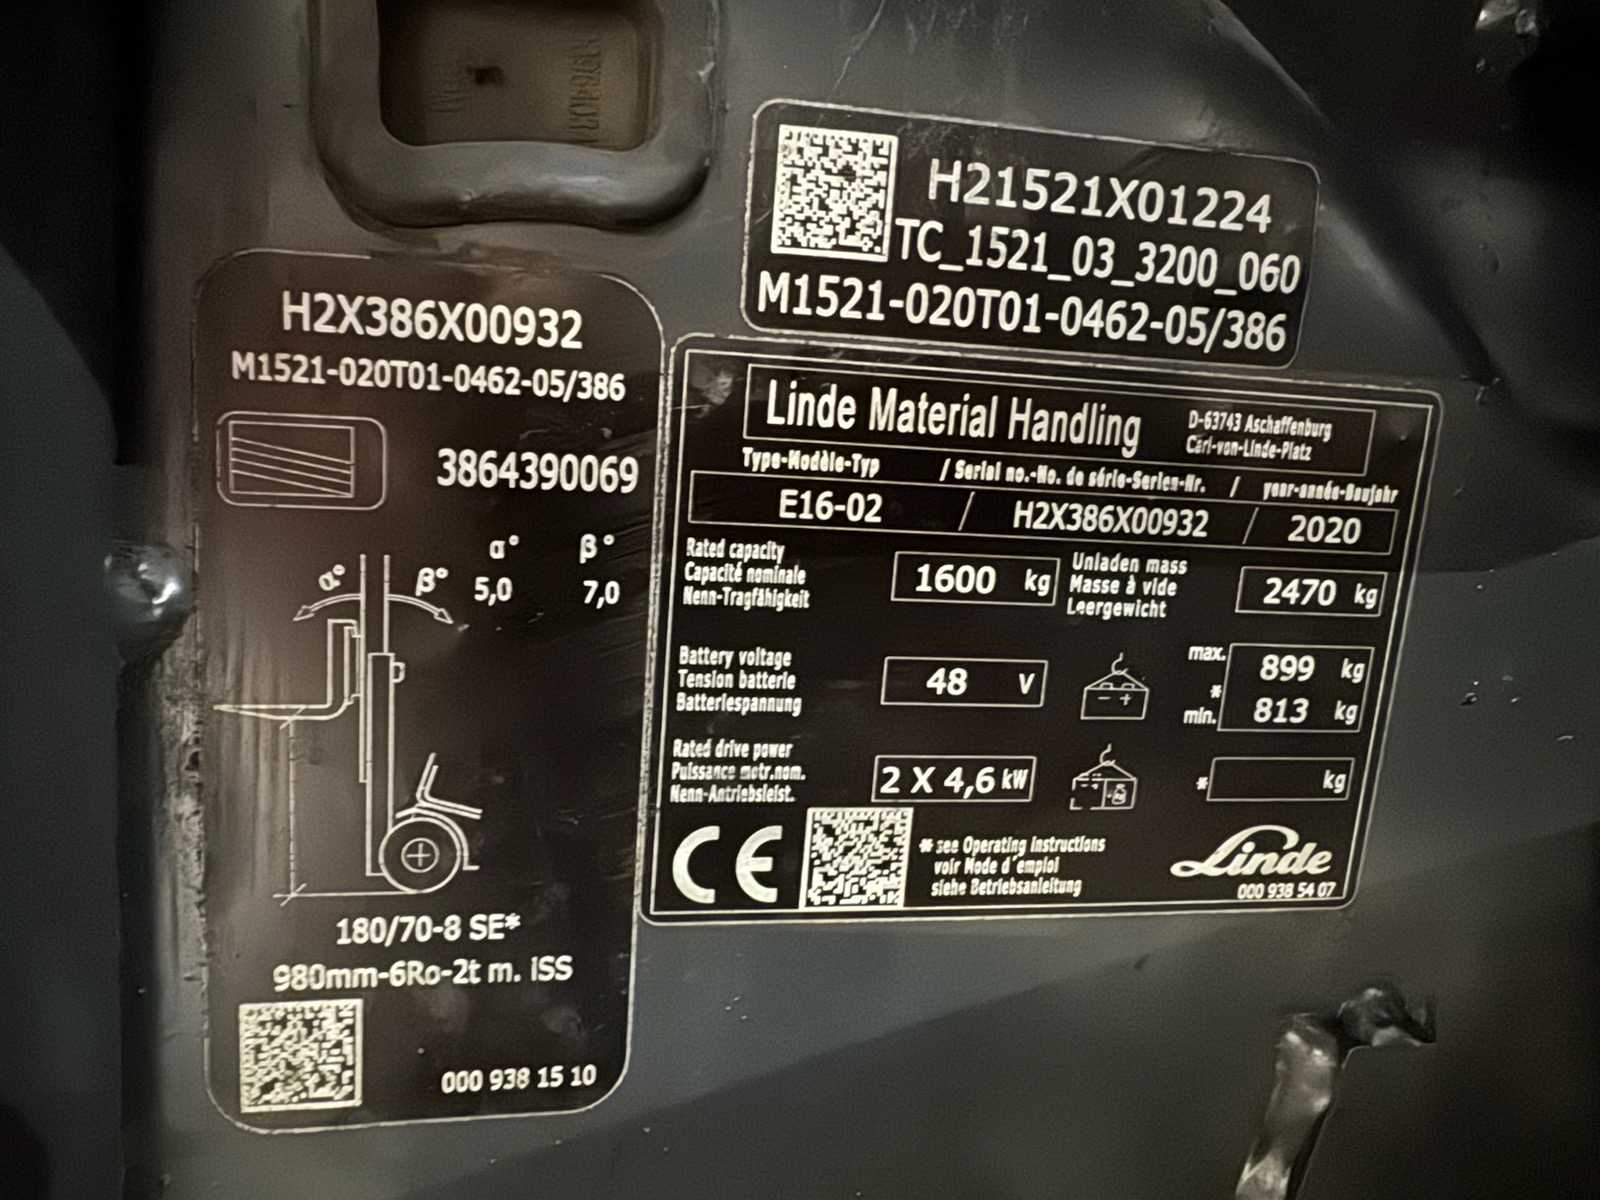 H21521X01224
TC_1521_03_3200_060
M1521-020T01-0462-05/386
H2X386X00932
M1521-020T01-0462-05/386
3864390069
α° β°
5,0 7,0
α° β°
180/70-8 SE*
980mm-6Ro-2t m. iSS
000 938 15 10
Linde Material Handling
D-63743 Aschaffenburg
Carl-von-Linde-Platz
Type-Modèle-Typ / Serial no.-No. de série-Serien-Nr. / year-année-Baujahr
E16-02 / H2X386X00932 / 2020
Rated capacity
Capacité nominale
Nenn-Tragfähigkeit
1600 kg
Unladen mass
Masse à vide
Leergewicht
2470 kg
Battery voltage
Tension batterie
Batteriespannung
48 V
- +
max. 899 kg
*
min. 813 kg
Rated drive power
Puissance motr.nom.
Nenn-Antriebsleist.
2 X 4,6 kW
* kg
CE
* see Operating instructions
voir Mode d'emploi
siehe Betriebsanleitung
Linde
000 938 54 07